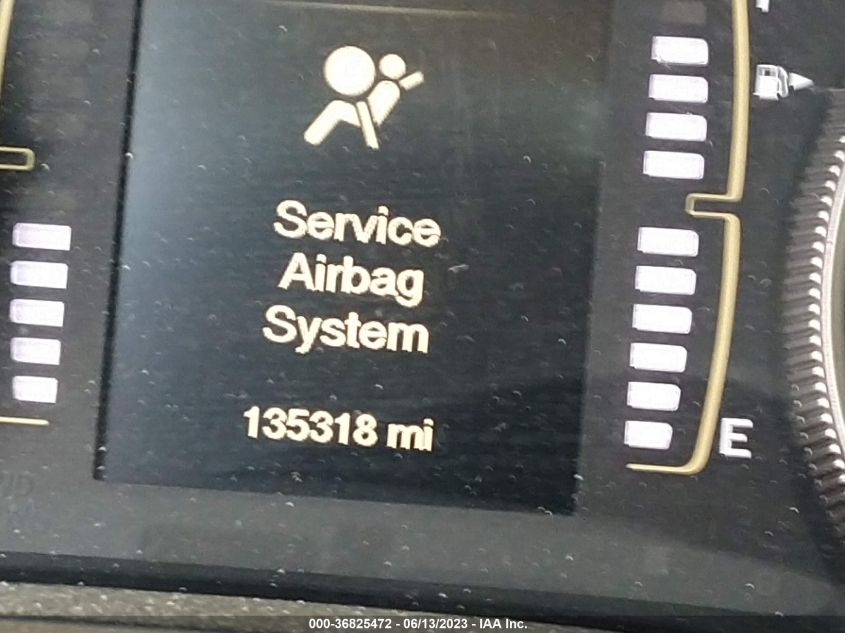 Service
Airbag
System
135318 mi
E
000-36825472 - 06/13/2023 - IAA Inc.